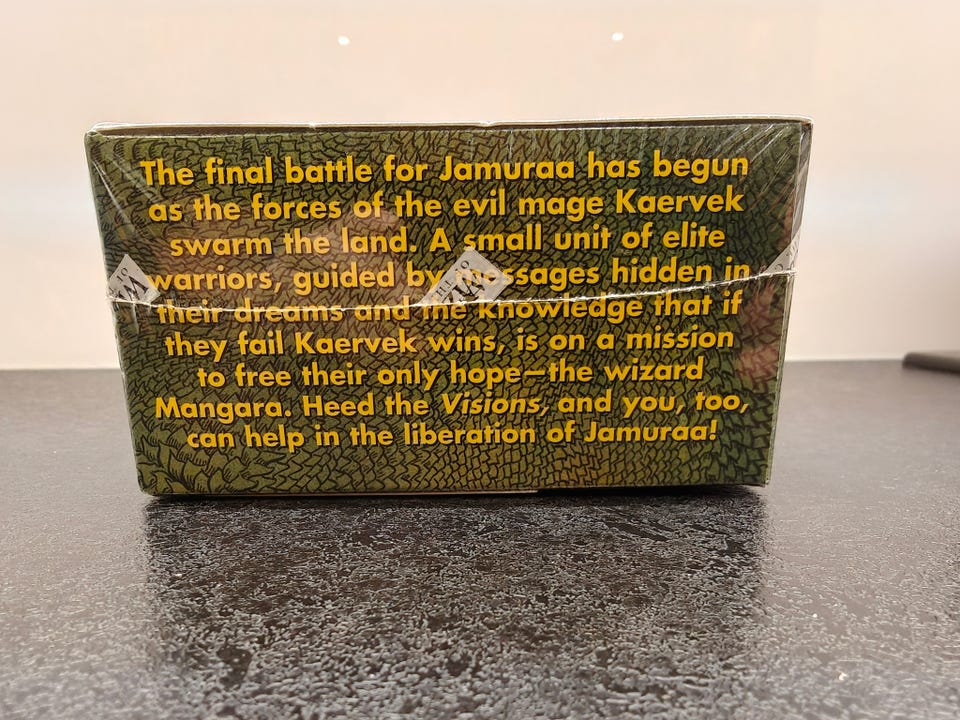 The final battle for Jamuraa has begun
as the forces of the evil mage Kaervek
swarm the land. A small unit of elite
warriors, guided by messages hidden in
their dreams and the knowledge that if
they fail Kaervek wins, is on a mission
to free their only hope—the wizard
Mangara. Heed the Visions, and you, too,
can help in the liberation of Jamuraa!